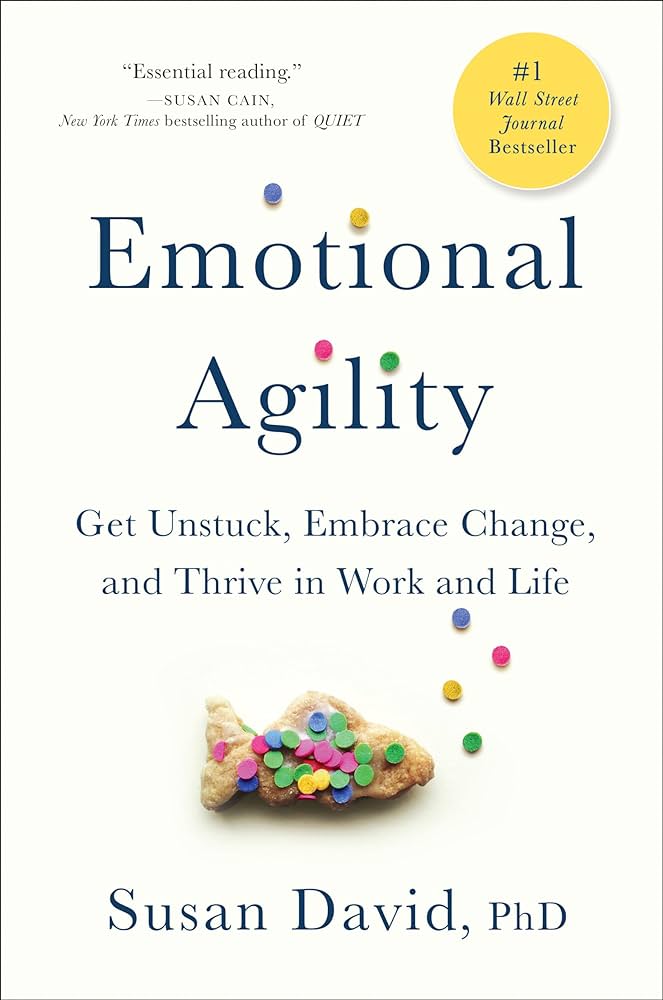 “Essential reading.”
—SUSAN CAIN,
New York Times bestselling author of QUIET
#1
Wall Street
Journal
Bestseller
Emotional
Agility
Get Unstuck, Embrace Change,
and Thrive in Work and Life
Susan David, PhD